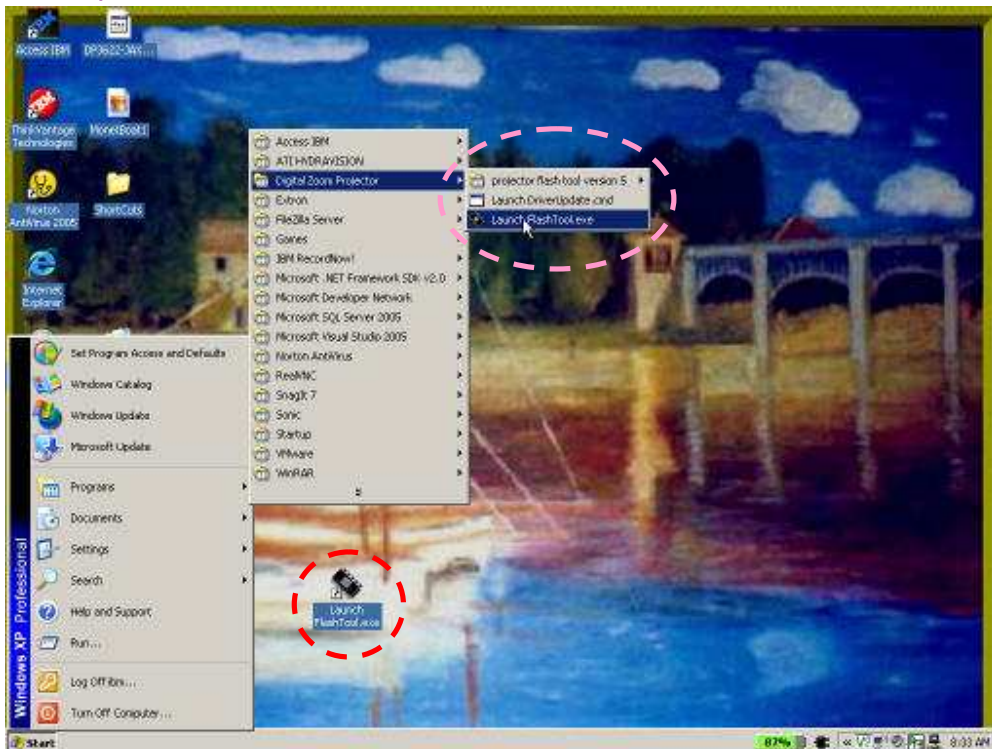 Access IBM
DP3622-JAY...
ThinkVantage
Technologies
MonetBoat1
Norton
AntiVirus 2005
ShortCuts
Internet
Explorer
Access IBM
ATI HYDRAVISION
Digital Zoom Projector
Extron
FileZilla Server
Games
IBM RecordNow!
Microsoft .NET Framework SDK v2.0
Microsoft Developer Network
Microsoft SQL Server 2005
Microsoft Visual Studio 2005
Norton AntiVirus
RealVNC
SnagIt 7
Sonic
Startup
VMware
WinRAR
projector flash tool version 5
Launch DriverUpdate.cmd
Launch FlashTool.exe
Set Program Access and Defaults
Windows Catalog
Windows Update
Microsoft Update
Programs
Documents
Settings
Search
Help and Support
Run...
Log Off ibm...
Turn Off Computer...
Windows XP Professional
Launch
FlashTool.exe
Start
87%
8:33 AM